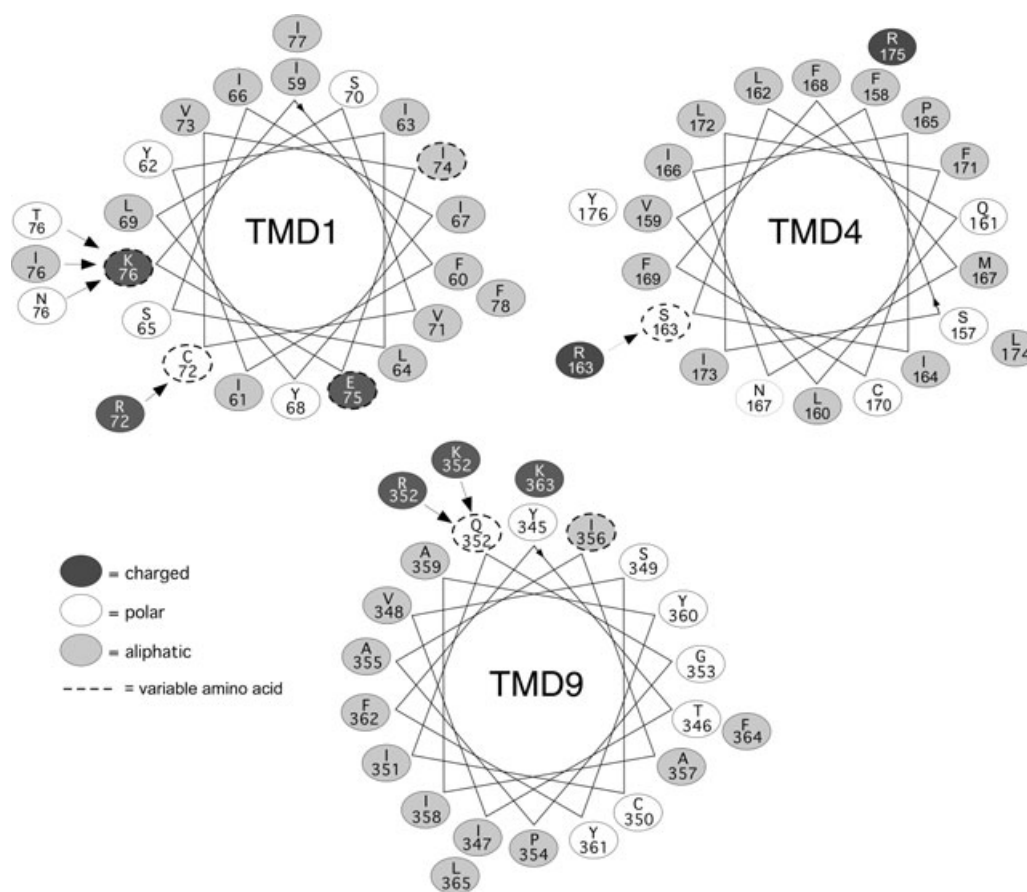 I
77
I
59
I
66
S
70
V
73
I
63
Y
62
I
74
L
69
TMD1
I
67
T
76
I
76
N
76
K
76
F
60
F
78
S
65
V
71
C
72
L
64
R
72
I
61
Y
68
E
75
R
175
L
162
F
168
F
158
L
172
P
165
I
166
F
171
Y
176
V
159
TMD4
Q
161
F
169
M
167
S
163
S
157
R
163
L
174
I
173
I
164
N
167
L
160
C
170
K
352
R
352
K
363
Q
352
Y
345
I
356
A
359
S
349
V
348
Y
360
A
355
TMD9
G
353
F
362
T
346
F
364
I
351
A
357
I
358
C
350
I
347
P
354
Y
361
L
365
= charged
= polar
= aliphatic
= variable amino acid